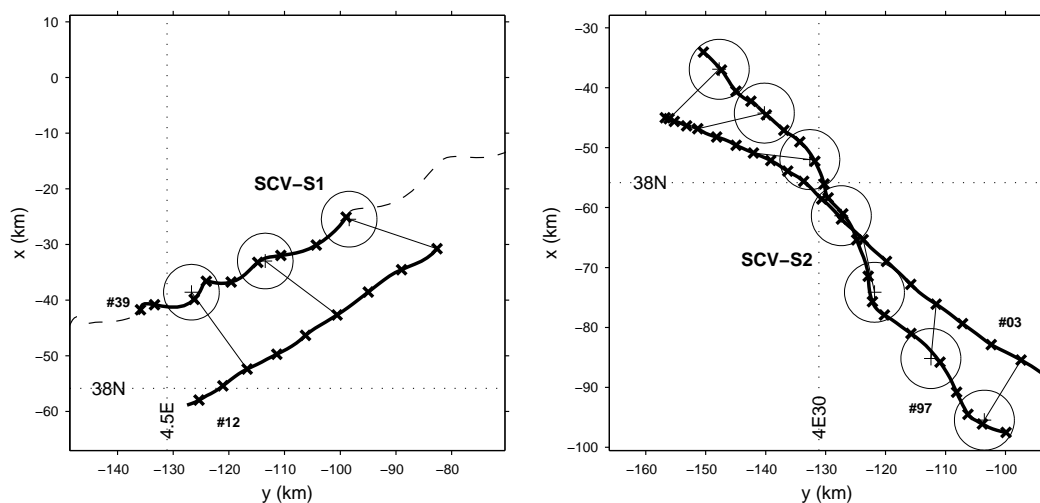 10
0
−10
−20
−30
−40
−50
−60
x (km)
−140 −130 −120 −110 −100 −90 −80
y (km)
SCV−S1
#39
#12
38N
4.5E
−30
−40
−50
−60
−70
−80
−90
−100
x (km)
−160 −150 −140 −130 −120 −110 −100
y (km)
38N
SCV−S2
#03
#97
4E30